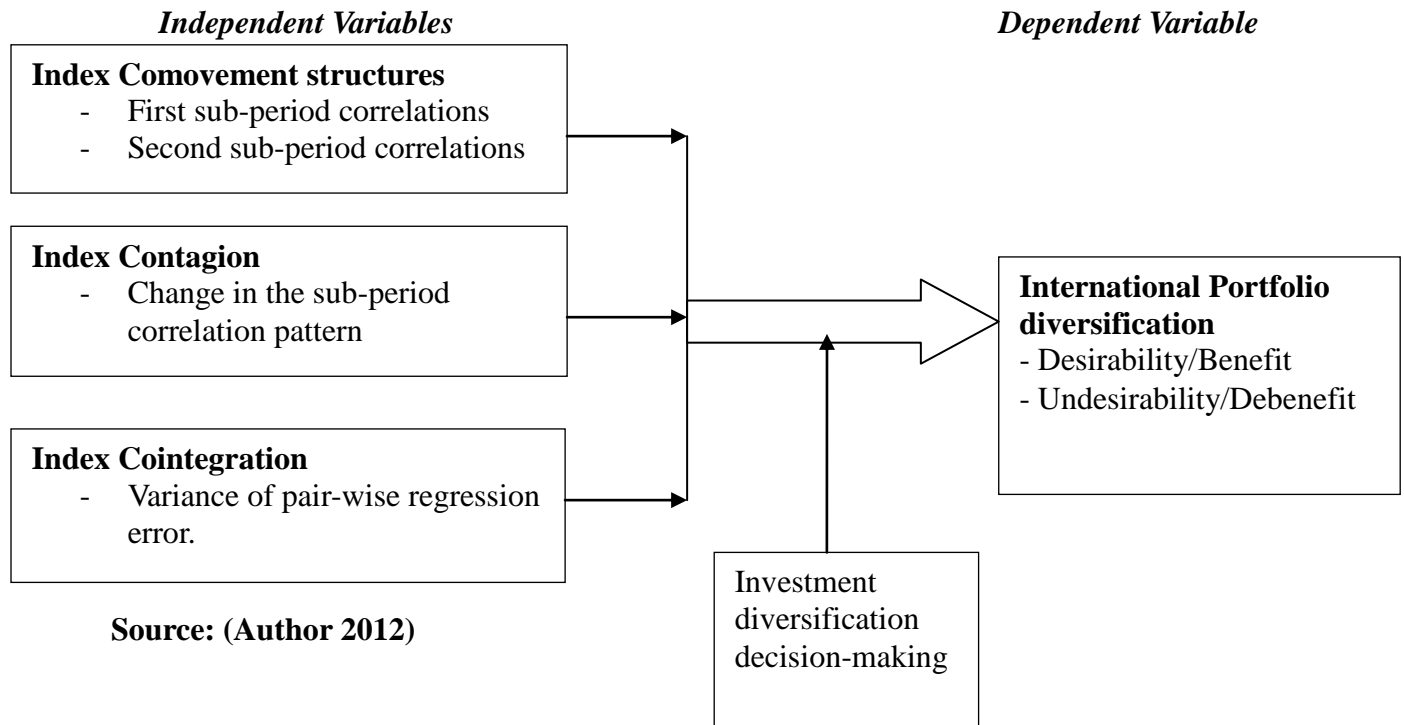 Independent Variables
Dependent Variable
Index Comovement structures
- First sub-period correlations
- Second sub-period correlations
Index Contagion
- Change in the sub-period
correlation pattern
Index Cointegration
- Variance of pair-wise regression
error.
International Portfolio
diversification
- Desirability/Benefit
- Undesirability/Debenefit
Investment
diversification
decision-making
Source: (Author 2012)